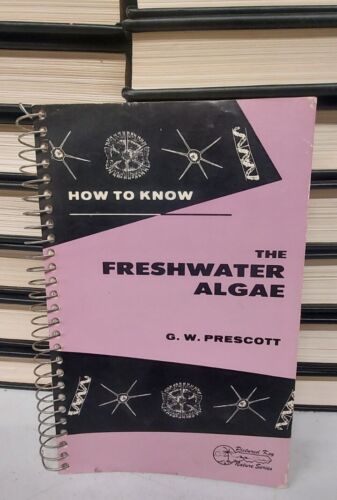 HOW TO KNOW
THE
FRESHWATER
ALGAE
G. W. PRESCOTT
Pictured Key
Nature Series